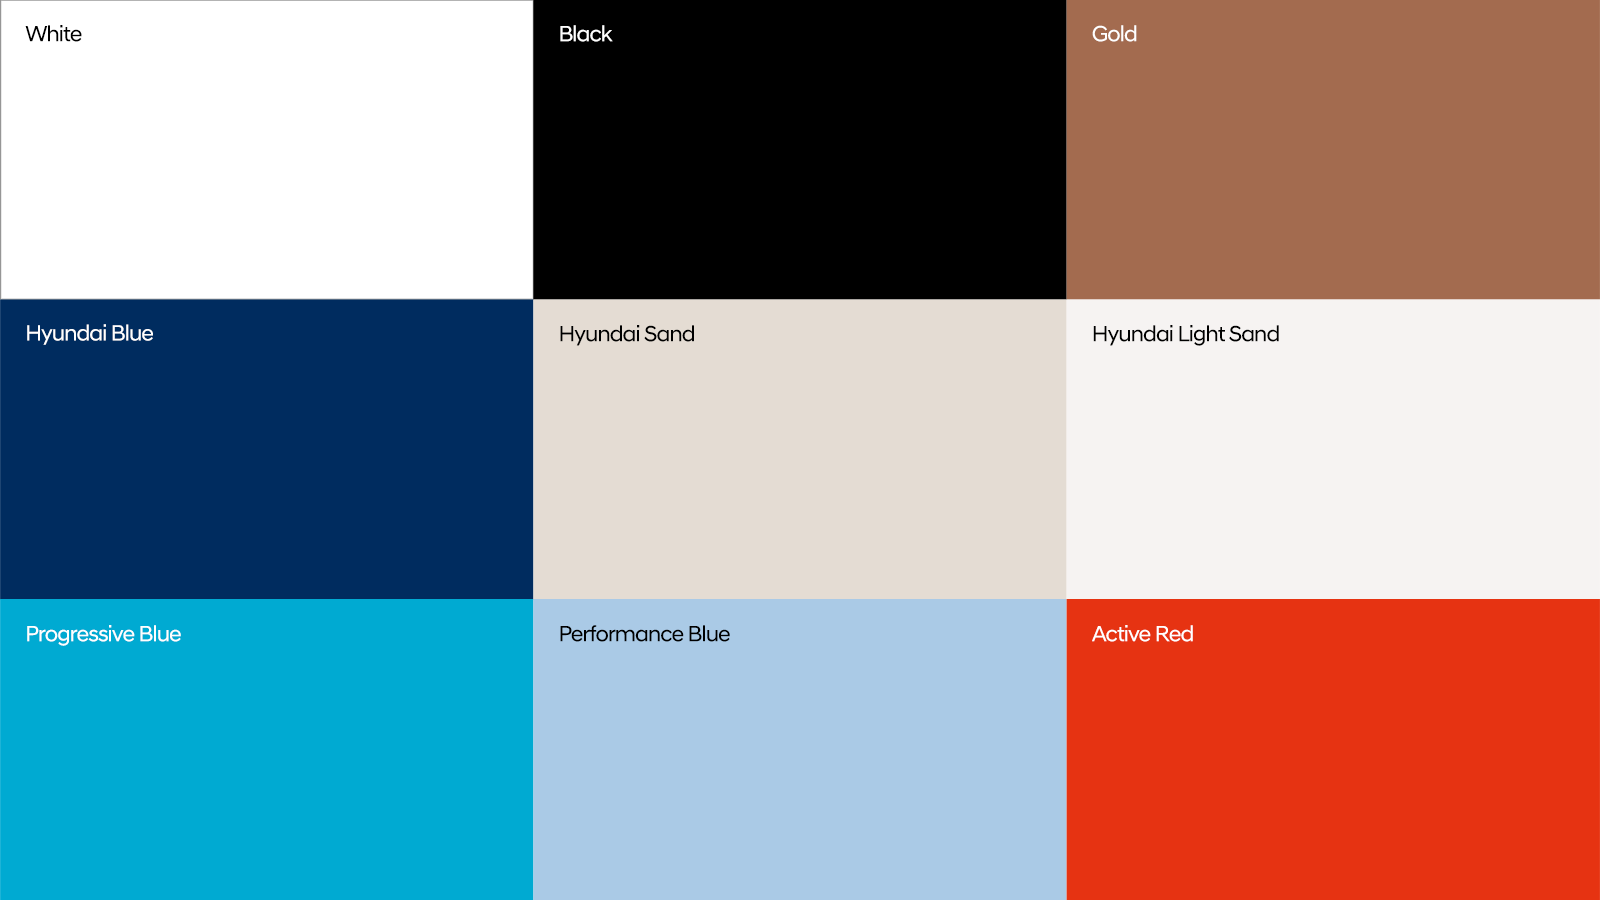 White
Black
Gold
Hyundai Blue
Hyundai Sand
Hyundai Light Sand
Progressive Blue
Performance Blue
Active Red